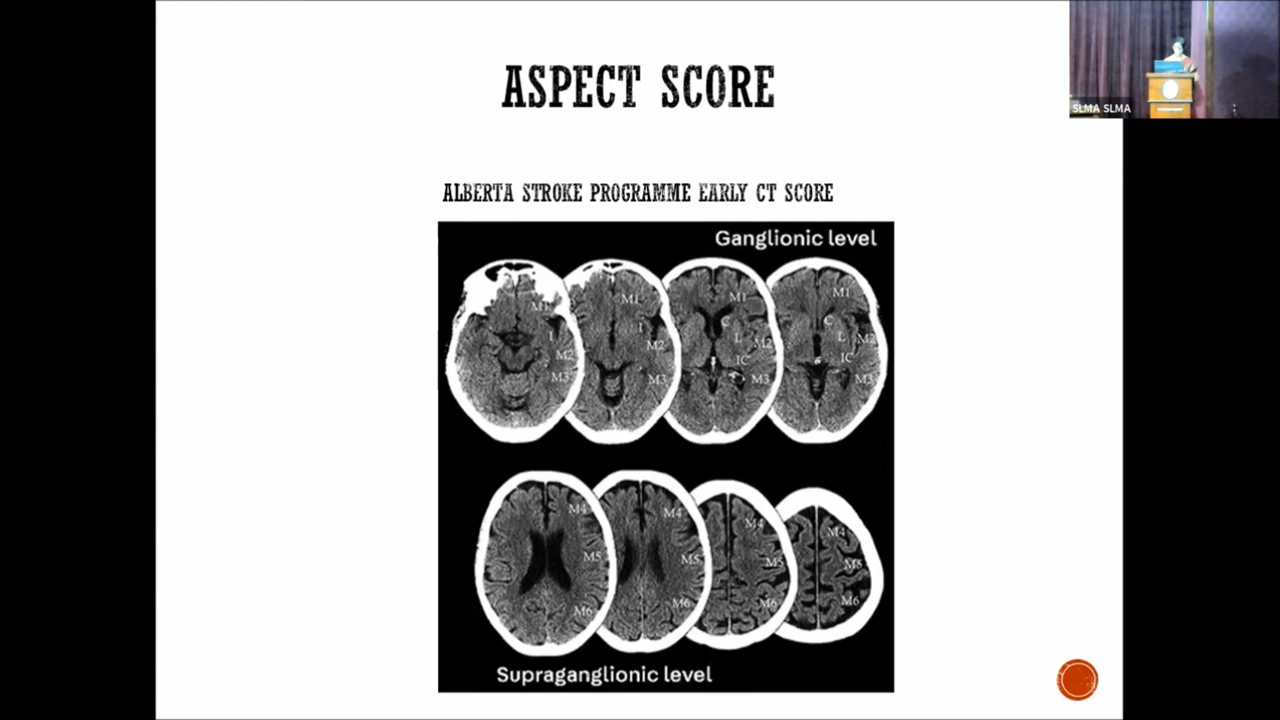 ASPECT SCORE
SLMA SLMA
ALBERTA STROKE PROGRAMME EARLY CT SCORE
Ganglionic level
M1 M1 M1 M1
I I C C
M2 M2 L M2 L M2
IC IC
M3 M3 M3 M3
M4 M4 M4 M4
M5 M5 M5 M5
M6 M6 M6 M6
Supraganglionic level